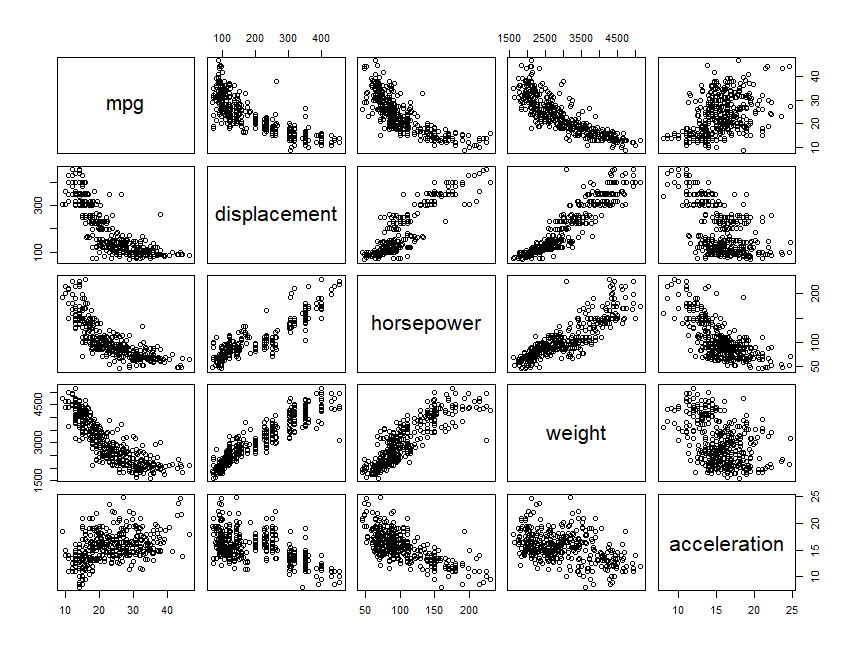 100 200 300 400
1500 2500 3500 4500
mpg
10 20 30 40
100 300
displacement
horsepower
50 100 200
1500 3000 4500
weight
acceleration
10 15 20 25
10 20 30 40
50 100 150 200
10 15 20 25